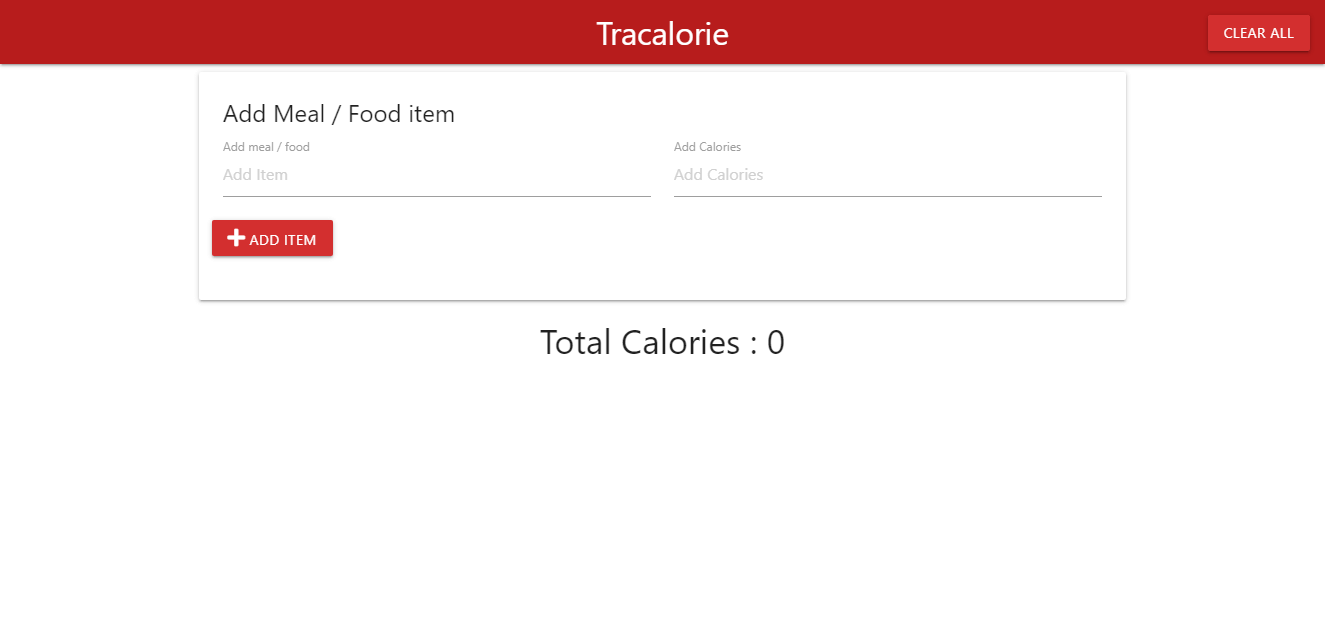 Tracalorie
CLEAR ALL
Add Meal / Food item
Add meal / food
Add Calories
Add Item
Add Calories
ADD ITEM
Total Calories : 0